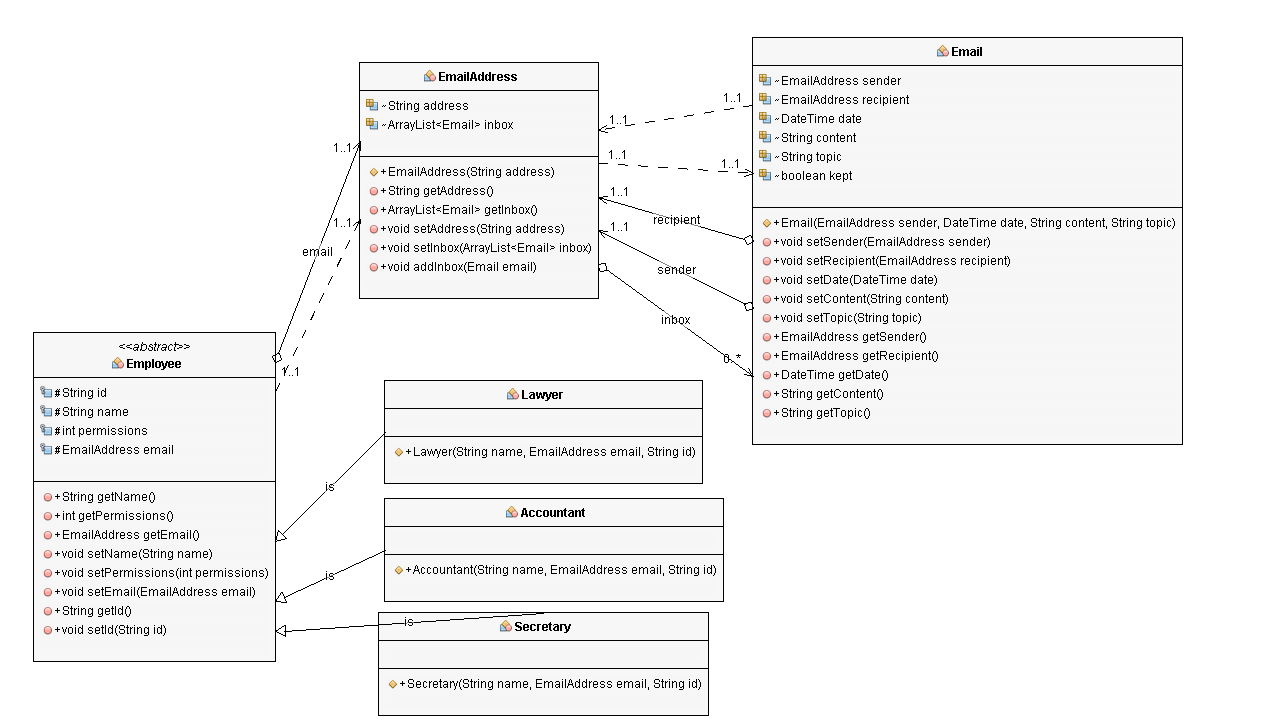 EmailAddress
~String address
~ArrayList<Email> inbox
+EmailAddress(String address)
+String getAddress()
+ArrayList<Email> getInbox()
+void setAddress(String address)
+void setInbox(ArrayList<Email> inbox)
+void addInbox(Email email)
Email
~EmailAddress sender
~EmailAddress recipient
~DateTime date
~String content
~String topic
~boolean kept
+Email(EmailAddress sender, DateTime date, String content, String topic)
+void setSender(EmailAddress sender)
+void setRecipient(EmailAddress recipient)
+void setDate(DateTime date)
+void setContent(String content)
+void setTopic(String topic)
+EmailAddress getSender()
+EmailAddress getRecipient()
+DateTime getDate()
+String getContent()
+String getTopic()
1..1
1..1
1..1
1..1
1..1
recipient
1..1
sender
inbox
0..*
1..1
1..1
email
1..1
<<abstract>>
Employee
#String id
#String name
#int permissions
#EmailAddress email
+String getName()
+int getPermissions()
+EmailAddress getEmail()
+void setName(String name)
+void setPermissions(int permissions)
+void setEmail(EmailAddress email)
+String getId()
+void setId(String id)
Lawyer
+Lawyer(String name, EmailAddress email, String id)
is
Accountant
+Accountant(String name, EmailAddress email, String id)
is
Secretary
+Secretary(String name, EmailAddress email, String id)
is